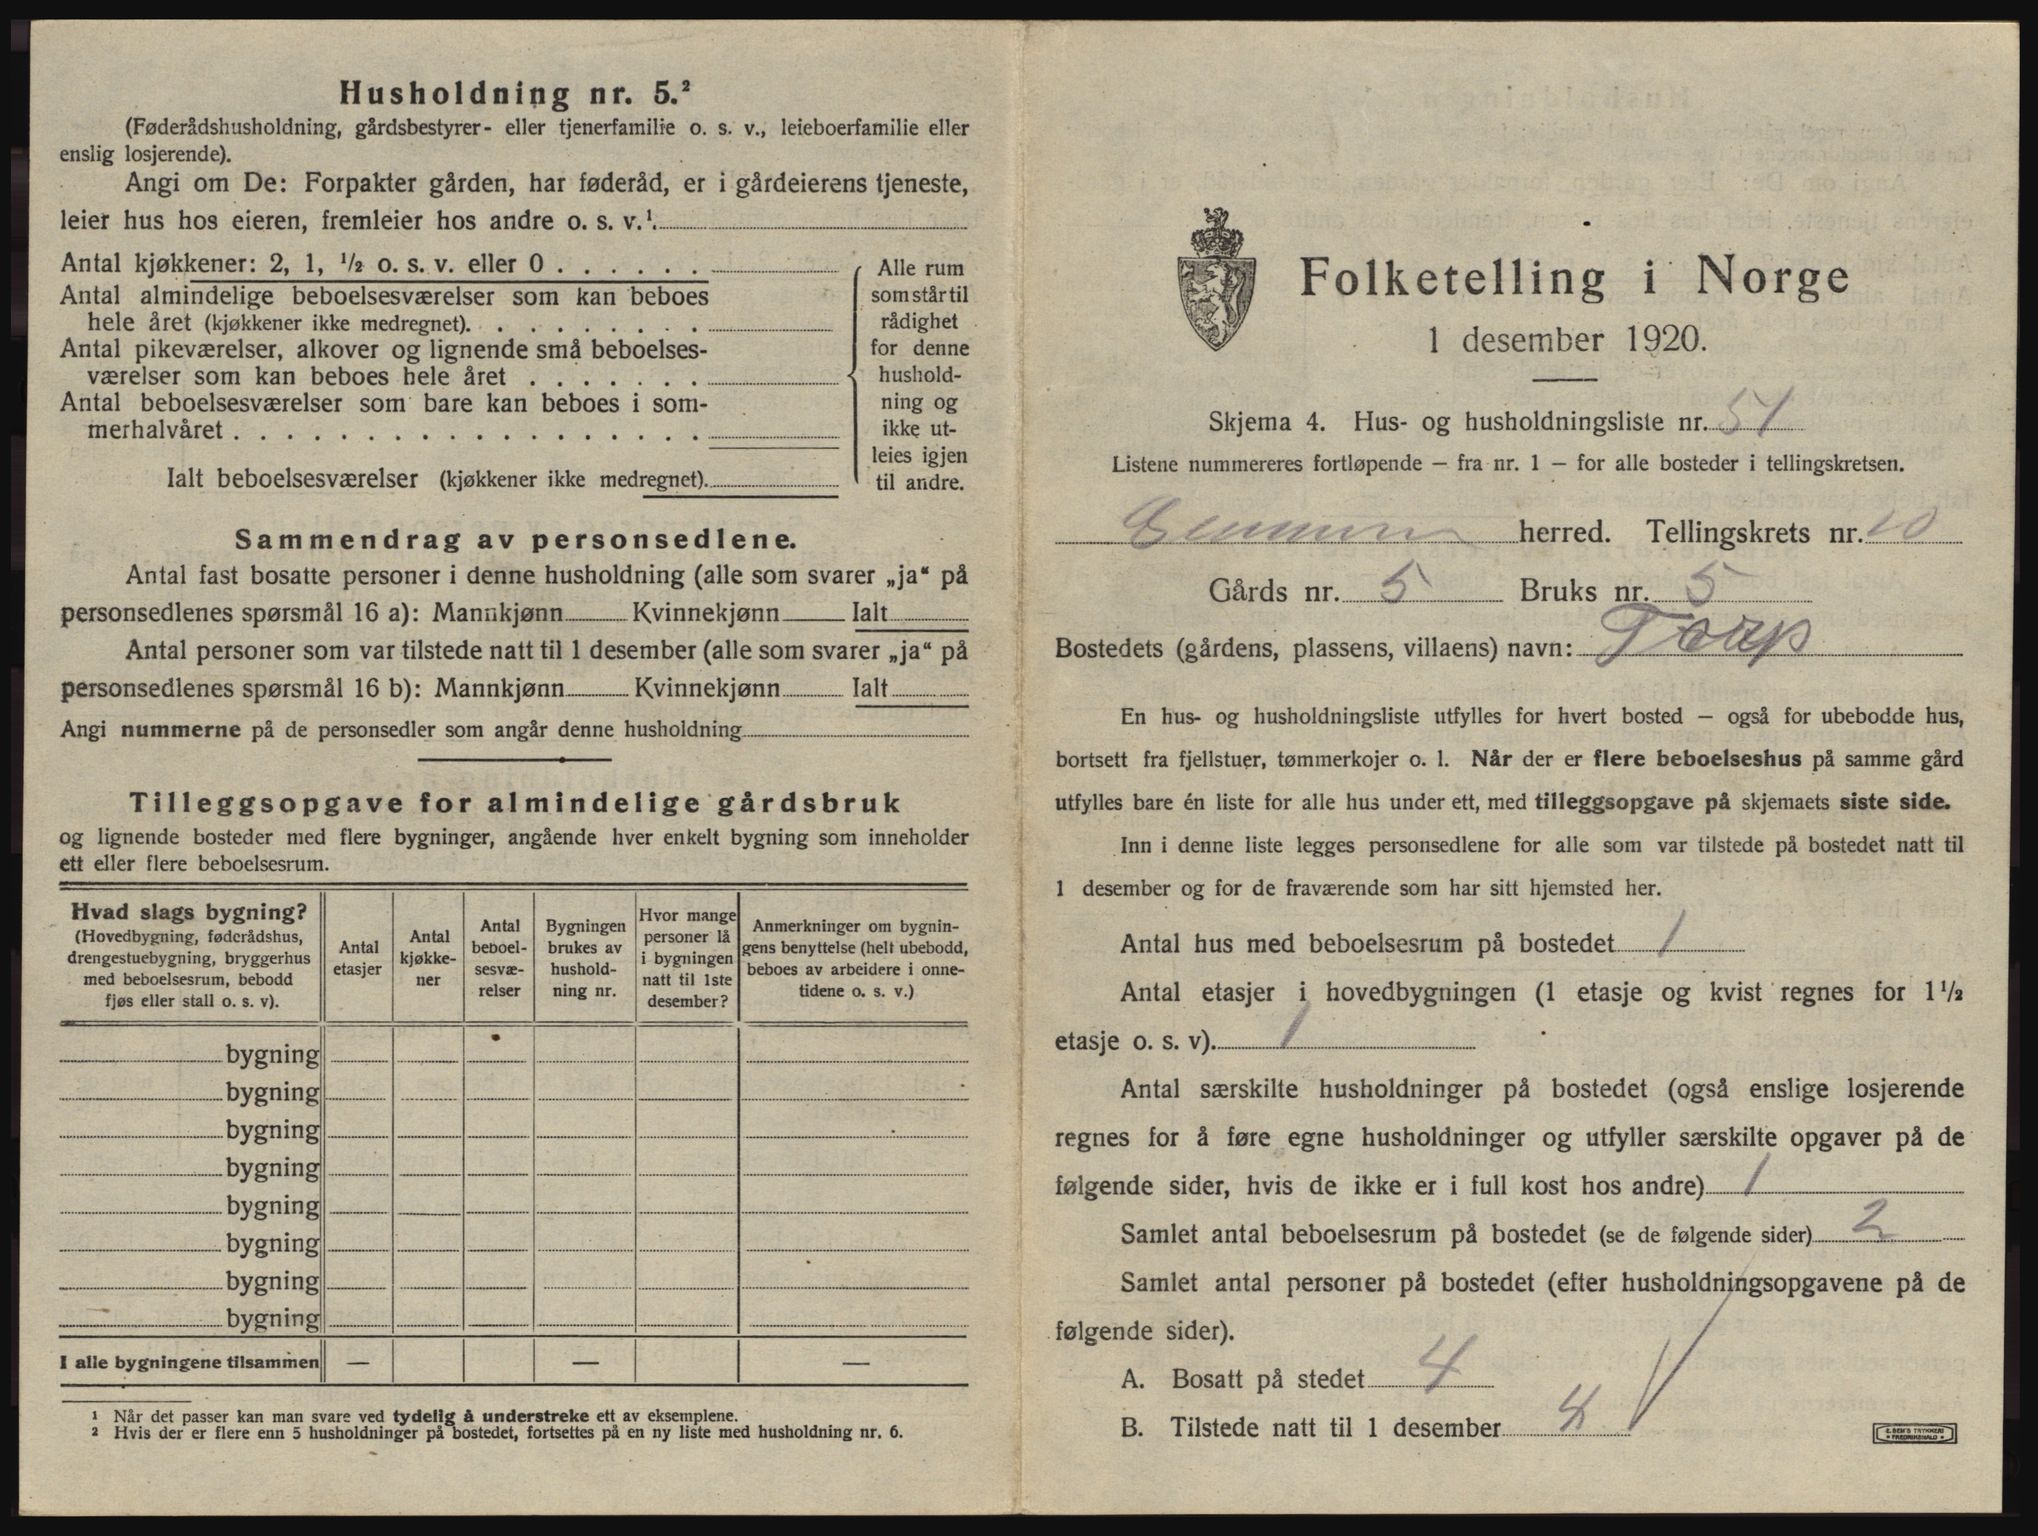 Husholdning nr. 5.²
(Føderådshusholdning, gårdsbestyrer- eller tjenerfamilie o. s. v., leieboerfamilie eller
enslig losjerende).
Angi om De: Forpakter gården, har føderåd, er i gårdeierens tjeneste,
leier hus hos eieren, fremleier hos andre o. s. v.¹.
Antal kjøkkener: 2, 1, ½ o. s. v. eller 0 . . . . . .
Antal almindelige beboelsesværelser som kan beboes
hele året (kjøkkener ikke medregnet). . . . . . . . .
Antal pikeværelser, alkover og lignende små beboelses-
værelser som kan beboes hele året . . . . . . .
Antal beboelsesværelser som bare kan beboes i som-
merhalvåret . . . . . . . . . . . . . . . . . .
Ialt beboelsesværelser (kjøkkener ikke medregnet).
Alle rum
som står til
rådighet
for denne
hushold-
ning og
ikke ut-
leies igjen
til andre.
Sammendrag av personsedlene.
Antal fast bosatte personer i denne husholdning (alle som svarer „ja“ på
personsedlenes spørsmål 16 a): Mannkjønn Kvinnekjønn Ialt
Antal personer som var tilstede natt til 1 desember (alle som svarer „ja“ på
personsedlenes spørsmål 16 b): Mannkjønn Kvinnekjønn Ialt
Angi nummerne på de personsedler som angår denne husholdning
Tilleggsopgave for almindelige gårdsbruk
og lignende bosteder med flere bygninger, angående hver enkelt bygning som inneholder
ett eller flere beboelsesrum.
Hvad slags bygning?
(Hovedbygning, føderådshus,
drengestuebygning, bryggerhus
med beboelsesrum, bebodd
fjøs eller stall o. s. v).
Antal
etasjer
Antal
kjøkke-
ner
Antal
beboel-
sesvæ-
relser
Bygningen
brukes av
hushold-
ning nr.
Hvor mange
personer lå
i bygningen
natt til 1ste
desember?
Anmerkninger om bygnin-
gens benyttelse (helt ubebodd,
beboes av arbeidere i onne-
tidene o. s. v.)
bygning
bygning
bygning
bygning
bygning
bygning
bygning
bygning
I alle bygningene tilsammen — — —
¹ Når det passer kan man svare ved tydelig å understreke ett av eksemplene.
² Hvis der er flere enn 5 husholdninger på bostedet, fortsettes på en ny liste med husholdning nr. 6.
Folketelling i Norge
1 desember 1920.
Skjema 4. Hus- og husholdningsliste nr. 51
Listene nummereres fortløpende – fra nr. 1 – for alle bosteder i tellingskretsen.
herred. Tellingskrets nr. 10
Gårds nr. 5 Bruks nr. 5
Bostedets (gårdens, plassens, villaens) navn: Torp
En hus- og husholdningsliste utfylles for hvert bosted – også for ubebodde hus,
bortsett fra fjellstuer, tømmerkojer o. l. Når der er flere beboelseshus på samme gård
utfylles bare én liste for alle hus under ett, med tilleggsopgave på skjemaets siste side.
Inn i denne liste legges personsedlene for alle som var tilstede på bostedet natt til
1 desember og for de fraværende som har sitt hjemsted her.
Antal hus med beboelsesrum på bostedet 1
Antal etasjer i hovedbygningen (1 etasje og kvist regnes for 1½
etasje o. s. v). 1
Antal særskilte husholdninger på bostedet (også enslige losjerende
regnes for å føre egne husholdninger og utfyller særskilte opgaver på de
følgende sider, hvis de ikke er i full kost hos andre) 1
Samlet antal beboelsesrum på bostedet (se de følgende sider) 2
Samlet antal personer på bostedet (efter husholdningsopgavene på de
følgende sider).
A. Bosatt på stedet 4
B. Tilstede natt til 1 desember 4
E. SEM'S TRYKKERI
FREDRIKSHALD